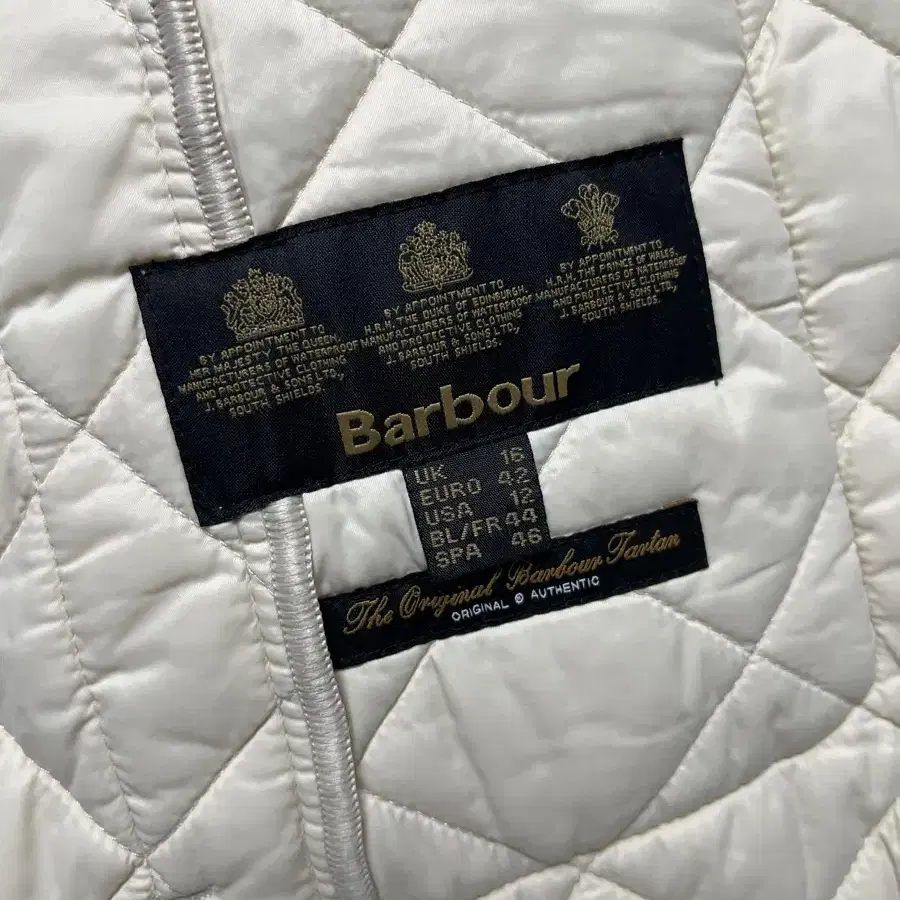 BY APPOINTMENT TO
HER MAJESTY THE QUEEN,
MANUFACTURERS OF WATERPROOF
AND PROTECTIVE CLOTHING
J. BARBOUR & SONS LTD,
SOUTH SHIELDS.
BY APPOINTMENT TO
H.R.H. THE DUKE OF EDINBURGH,
MANUFACTURERS OF WATERPROOF
AND PROTECTIVE CLOTHING
J. BARBOUR & SONS LTD,
SOUTH SHIELDS.
BY APPOINTMENT TO
H.R.H. THE PRINCE OF WALES,
MANUFACTURERS OF WATERPROOF
AND PROTECTIVE CLOTHING
J. BARBOUR & SONS LTD,
SOUTH SHIELDS.
Barbour
UK 16
EURO 42
USA 12
BL/FR 44
SPA 46
The Original Barbour Tartan
ORIGINAL @ AUTHENTIC